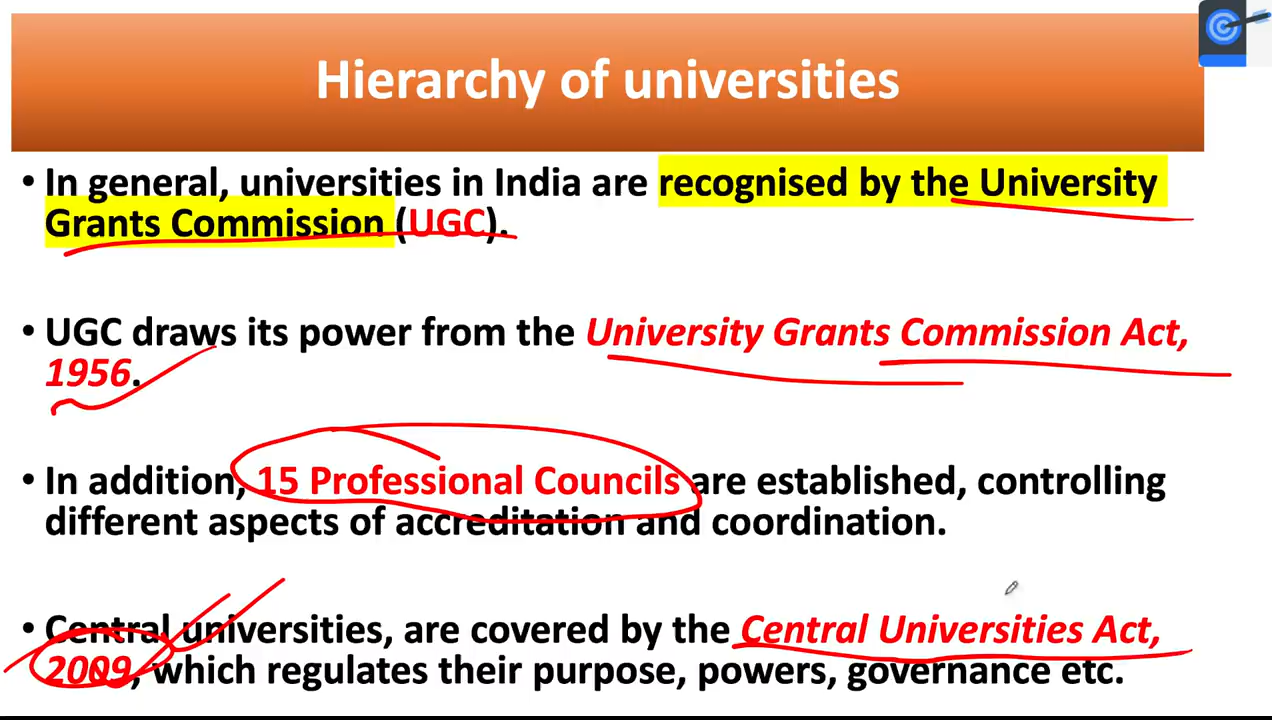 Hierarchy of universities
• In general, universities in India are recognised by the University
Grants Commission (UGC).
• UGC draws its power from the University Grants Commission Act,
1956.
• In addition, 15 Professional Councils are established, controlling
different aspects of accreditation and coordination.
• Central universities, are covered by the Central Universities Act,
2009, which regulates their purpose, powers, governance etc.